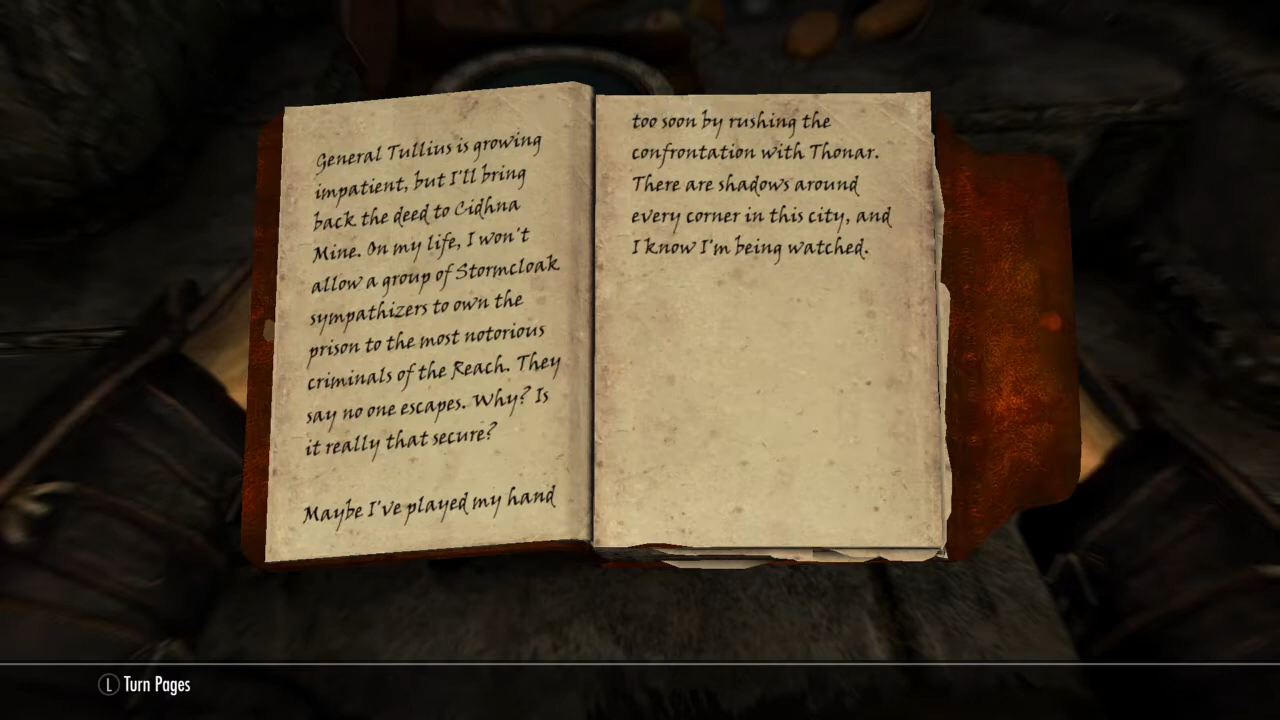 General Tullius is growing
impatient, but I'll bring
back the deed to Cidhna
Mine. On my life, I won't
allow a group of Stormcloak
sympathizers to own the
prison to the most notorious
criminals of the Reach. They
say no one escapes. Why? Is
it really that secure?
Maybe I've played my hand
too soon by rushing the
confrontation with Thonar.
There are shadows around
every corner in this city, and
I know I'm being watched.
L Turn Pages